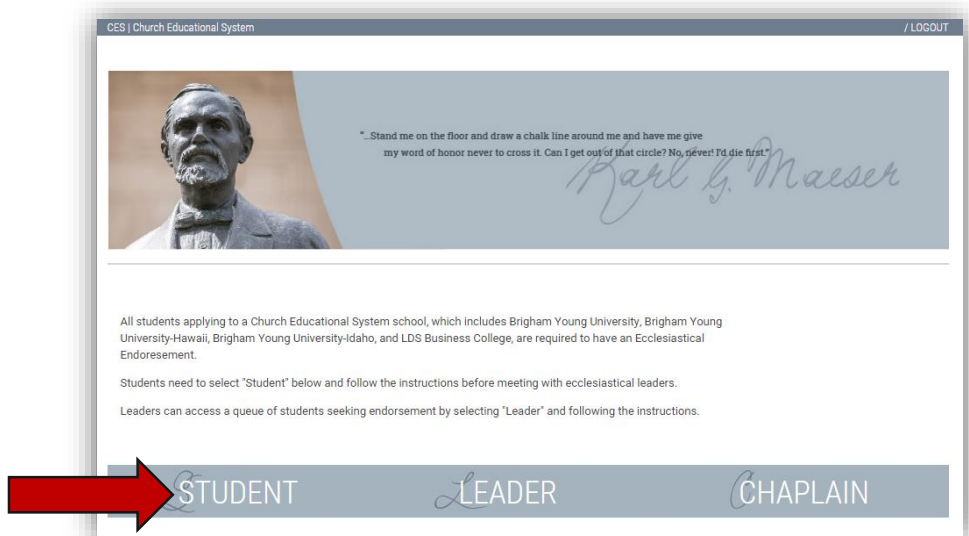 CES | Church Educational System / LOGOUT
"...Stand me on the floor and draw a chalk line around me and have me give
my word of honor never to cross it. Can I get out of that circle? No, never! I'd die first."
Karl G. Maeser
All students applying to a Church Educational System school, which includes Brigham Young University, Brigham Young
University-Hawaii, Brigham Young University-Idaho, and LDS Business College, are required to have an Ecclesiastical
Endoresement.
Students need to select "Student" below and follow the instructions before meeting with ecclesiastical leaders.
Leaders can access a queue of students seeking endorsement by selecting "Leader" and following the instructions.
STUDENT LEADER CHAPLAIN